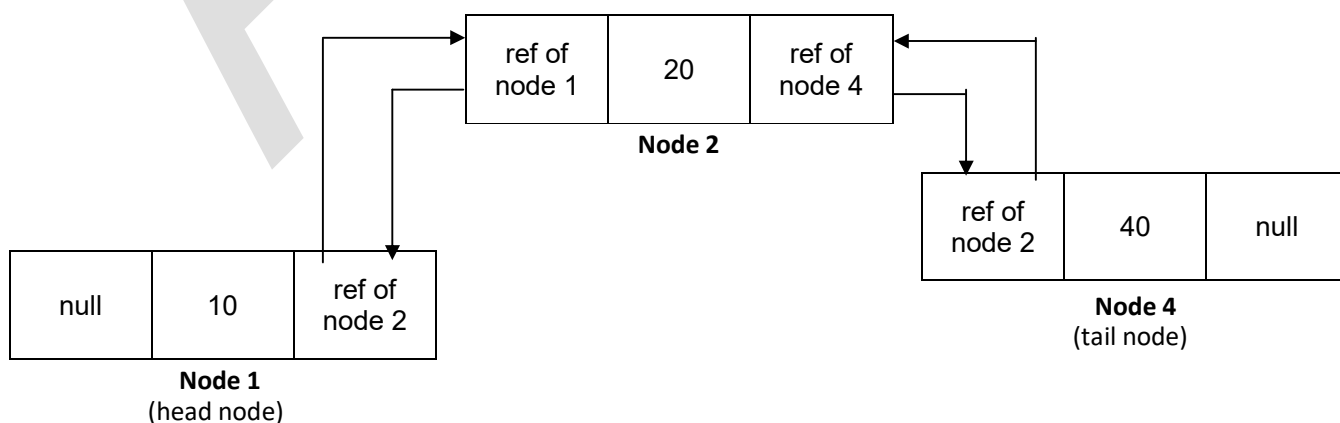 ref of
node 1
20
ref of
node 4
Node 2
ref of
node 2
40
null
Node 4
(tail node)
null
10
ref of
node 2
Node 1
(head node)